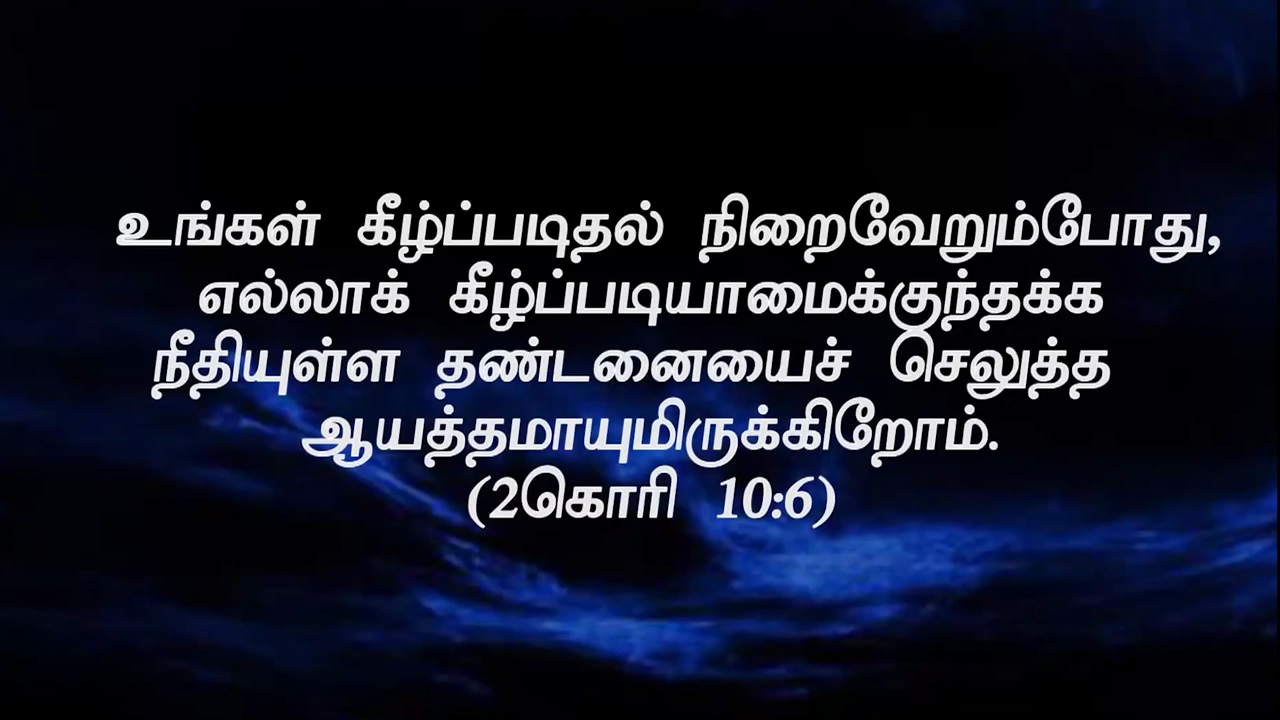 உங்கள் கீழ்ப்படிதல் நிறைவேறும்போது,
எல்லாக் கீழ்ப்படியாமைக்குந்தக்க
நீதியுள்ள தண்டனையைச் செலுத்த
ஆயத்தமாயுமிருக்கிறோம்.
(2கொரி 10:6)